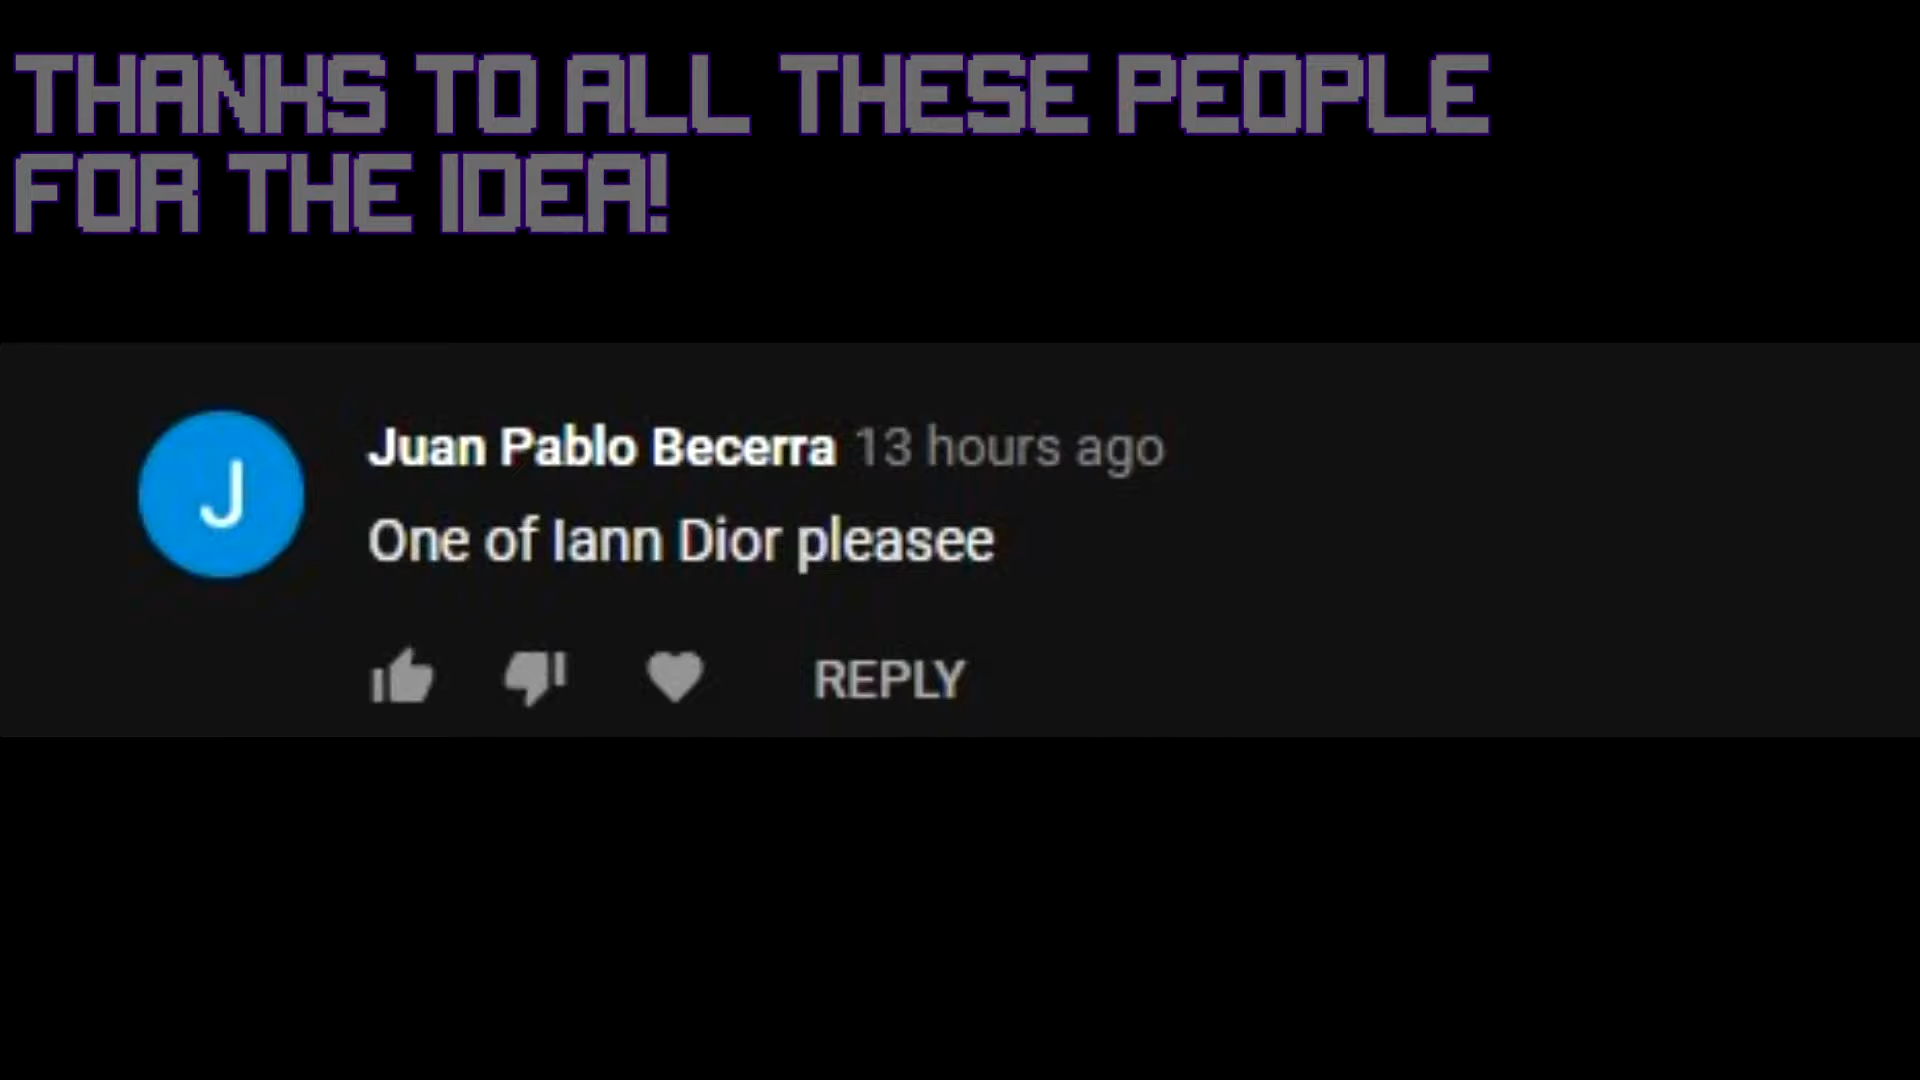 THANKS TO ALL THESE PEOPLE
FOR THE IDEA!
J
Juan Pablo Becerra 13 hours ago
One of Iann Dior pleasee
REPLY